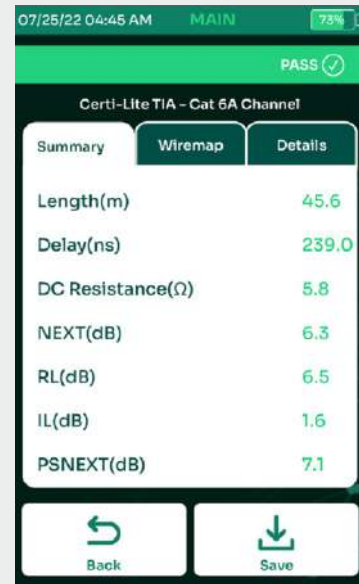 07/25/22 04:45 AM MAIN 73%
PASS
Certi-Lite TIA - Cat 6A Channel
Summary Wiremap Details
Length(m) 45.6
Delay(ns) 239.0
DC Resistance(Ω) 5.8
NEXT(dB) 6.3
RL(dB) 6.5
IL(dB) 1.6
PSNEXT(dB) 7.1
Back Save